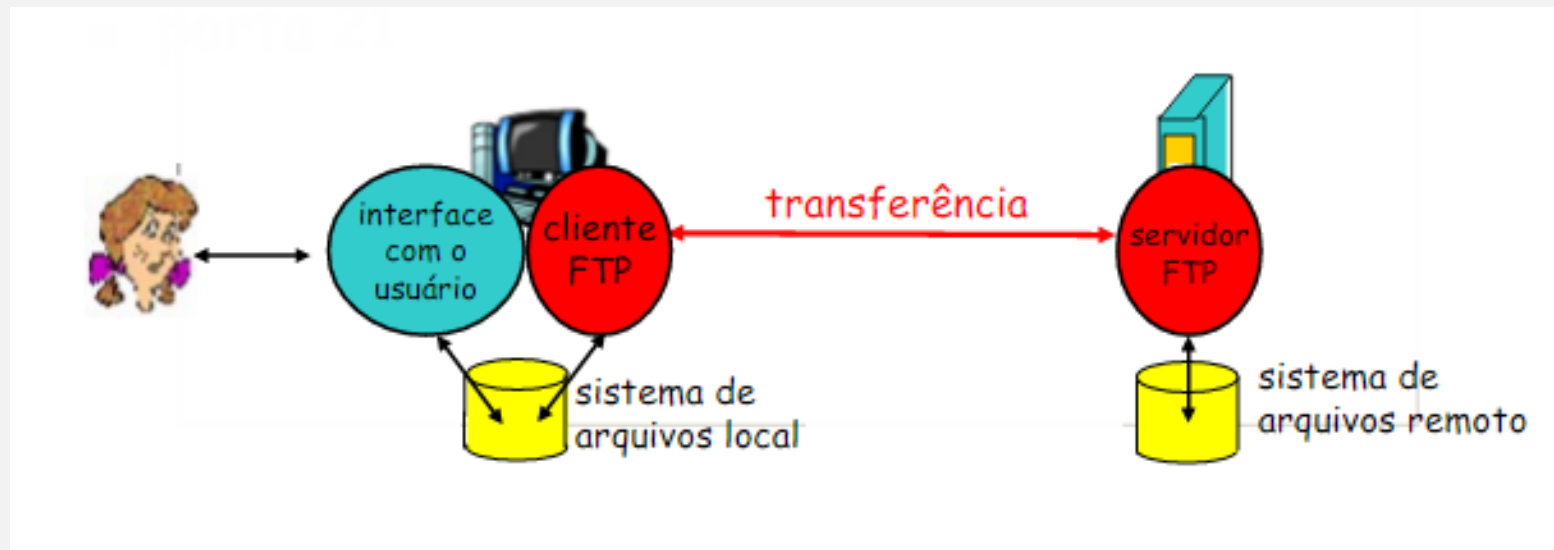 interface
com o
usuário
cliente
FTP
transferência
servidor
FTP
sistema de
arquivos local
sistema de
arquivos remoto